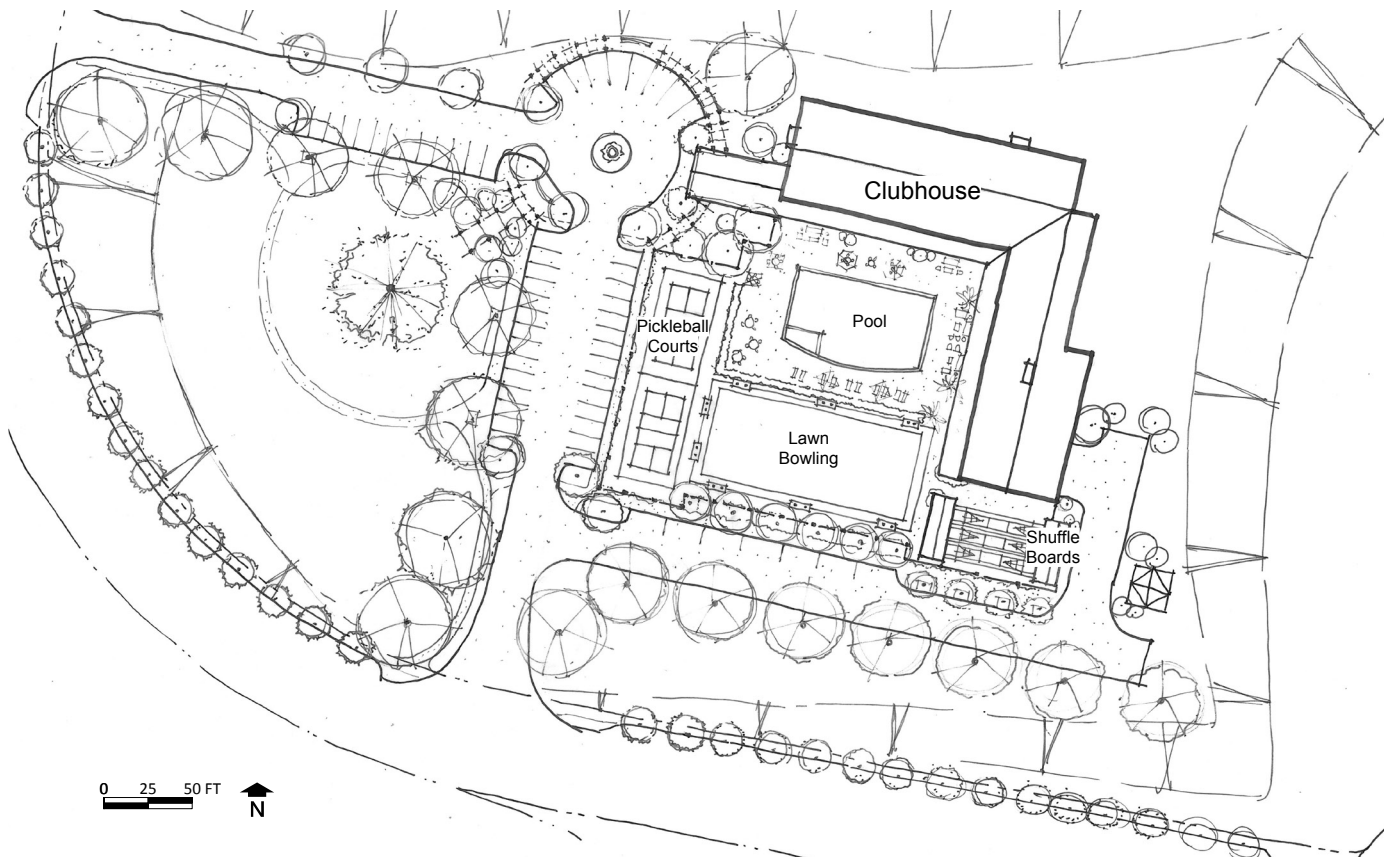 Clubhouse
Pool
Pickleball
Courts
Lawn
Bowling
Shuffle
Boards
0 25 50 FT
N